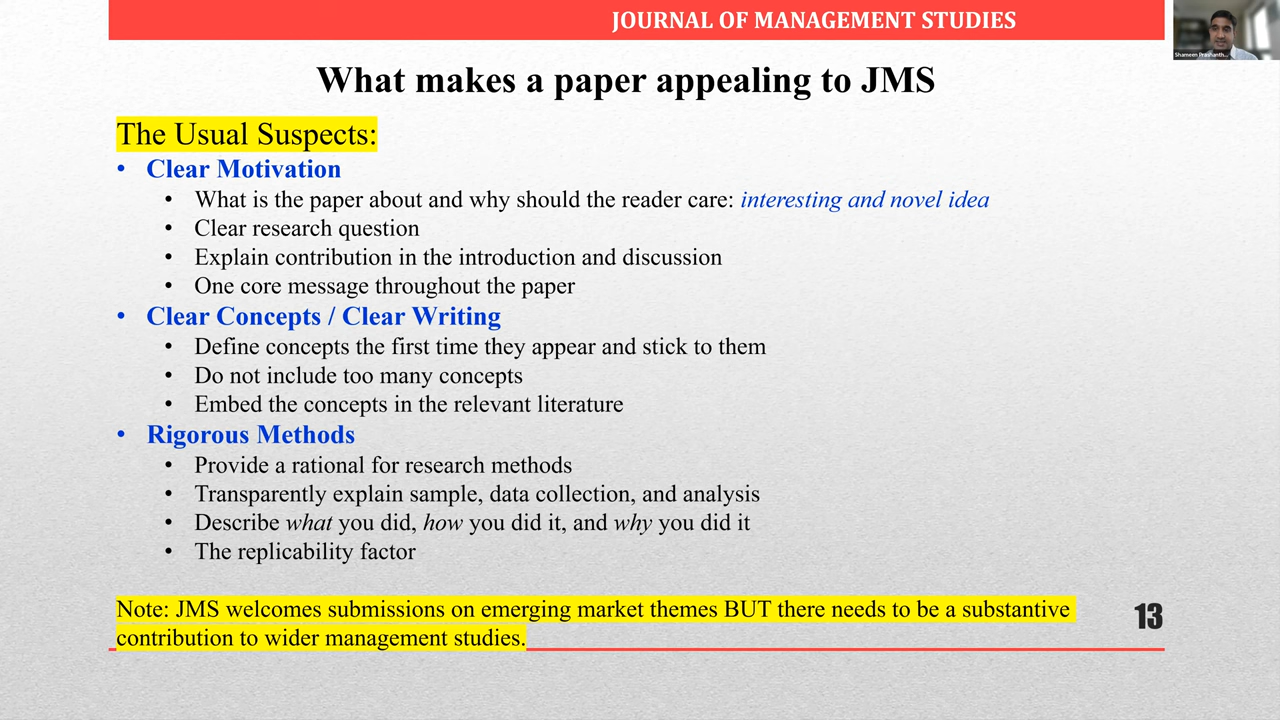 JOURNAL OF MANAGEMENT STUDIES
What makes a paper appealing to JMS
The Usual Suspects:
• Clear Motivation
• What is the paper about and why should the reader care: interesting and novel idea
• Clear research question
• Explain contribution in the introduction and discussion
• One core message throughout the paper
• Clear Concepts / Clear Writing
• Define concepts the first time they appear and stick to them
• Do not include too many concepts
• Embed the concepts in the relevant literature
• Rigorous Methods
• Provide a rational for research methods
• Transparently explain sample, data collection, and analysis
• Describe what you did, how you did it, and why you did it
• The replicability factor
Note: JMS welcomes submissions on emerging market themes BUT there needs to be a substantive
contribution to wider management studies.
13
Shameen Prashanth...